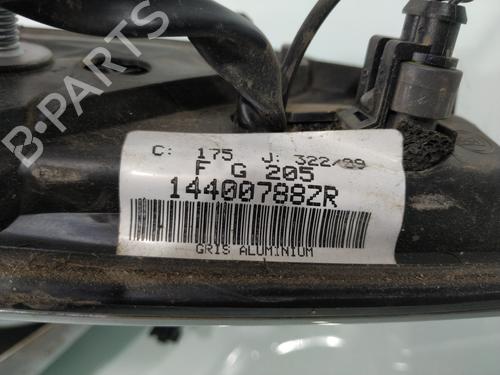 C: 175 J: 322/09
F G 205
14400788ZR
GRIS ALUMINIUM
B-PARTS